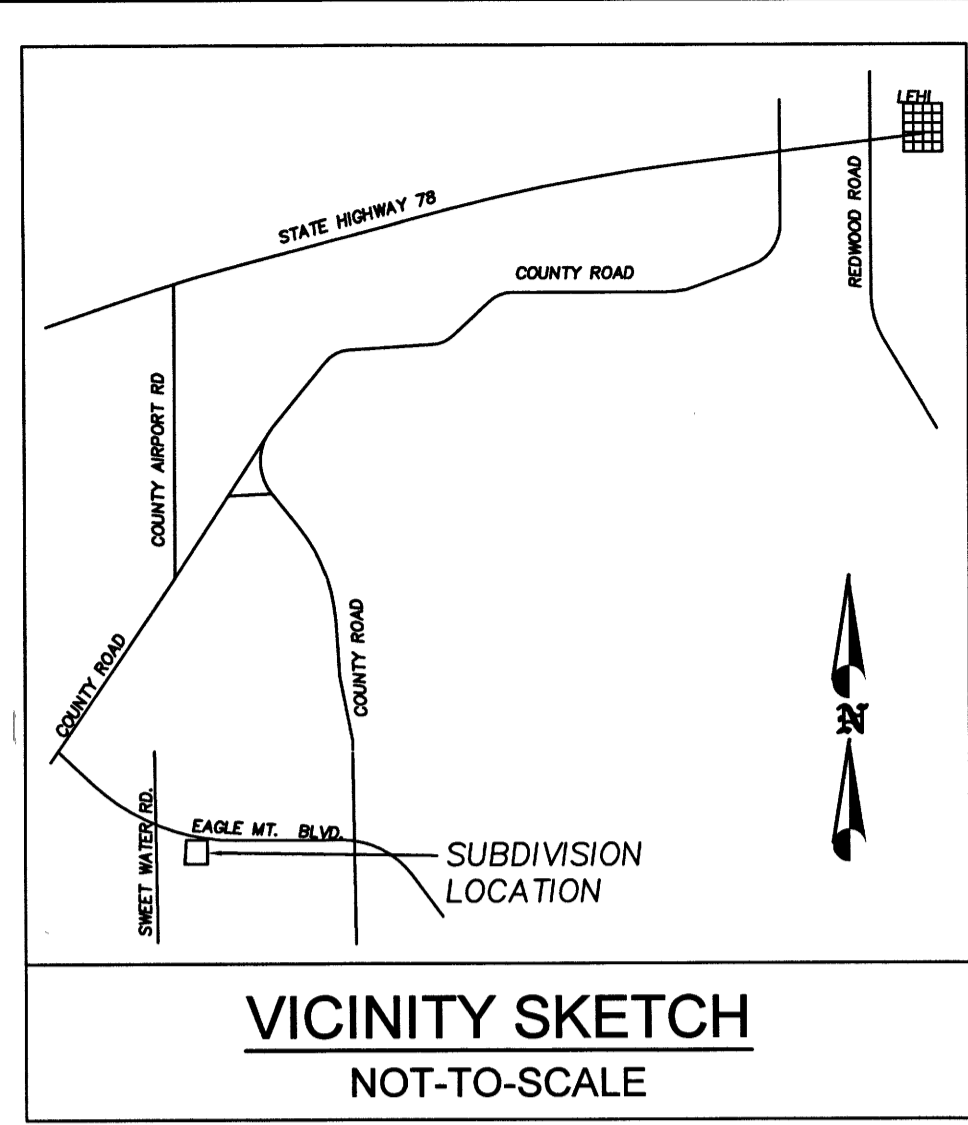 LEHI
STATE HIGHWAY 78
REDWOOD ROAD
COUNTY ROAD
COUNTY AIRPORT RD
COUNTY ROAD
COUNTY ROAD
N
SWEET WATER RD.
EAGLE MT. BLVD.
SUBDIVISION
LOCATION
VICINITY SKETCH
NOT-TO-SCALE